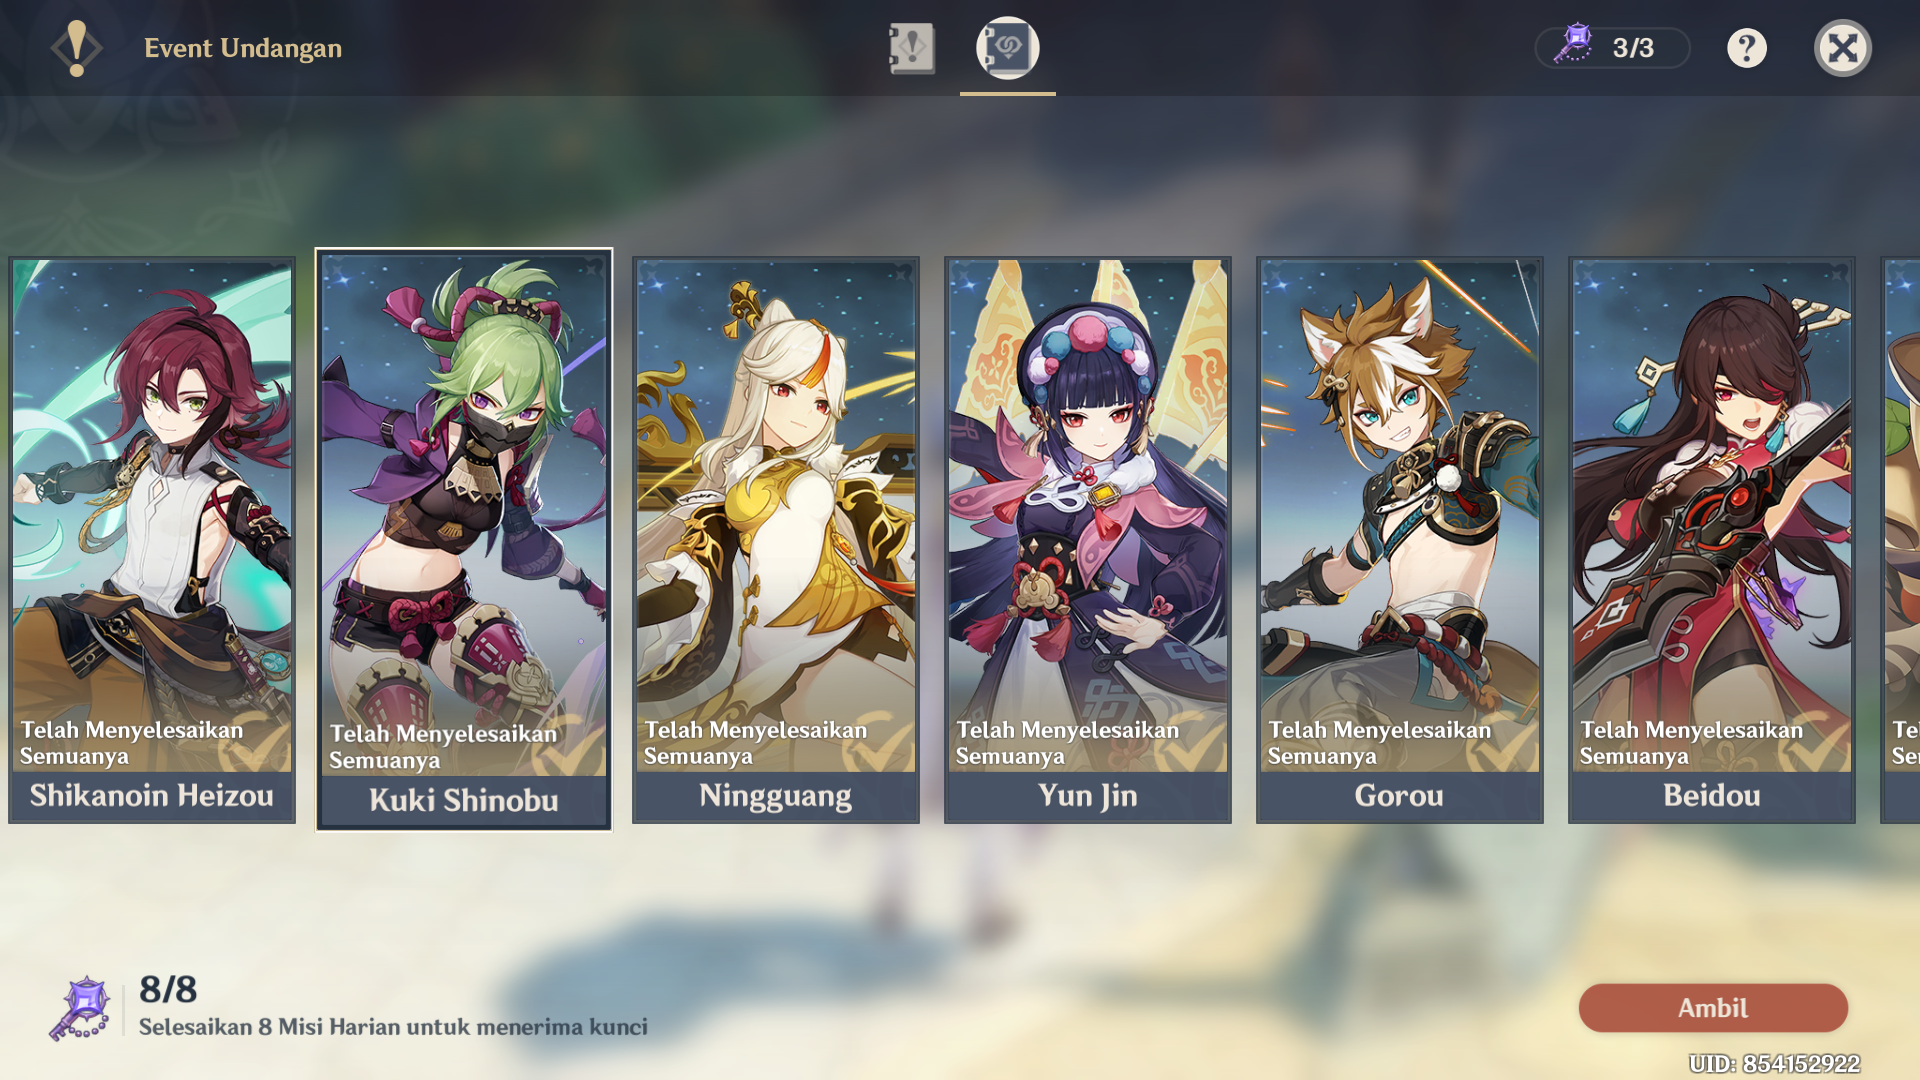 Event Undangan
3/3
?
Telah Menyelesaikan
Semuanya
Shikanoin Heizou
Telah Menyelesaikan
Semuanya
Kuki Shinobu
Telah Menyelesaikan
Semuanya
Ningguang
Telah Menyelesaikan
Semuanya
Yun Jin
Telah Menyelesaikan
Semuanya
Gorou
Telah Menyelesaikan
Semuanya
Beidou
8/8
Selesaikan 8 Misi Harian untuk menerima kunci
Ambil
UID: 854152922